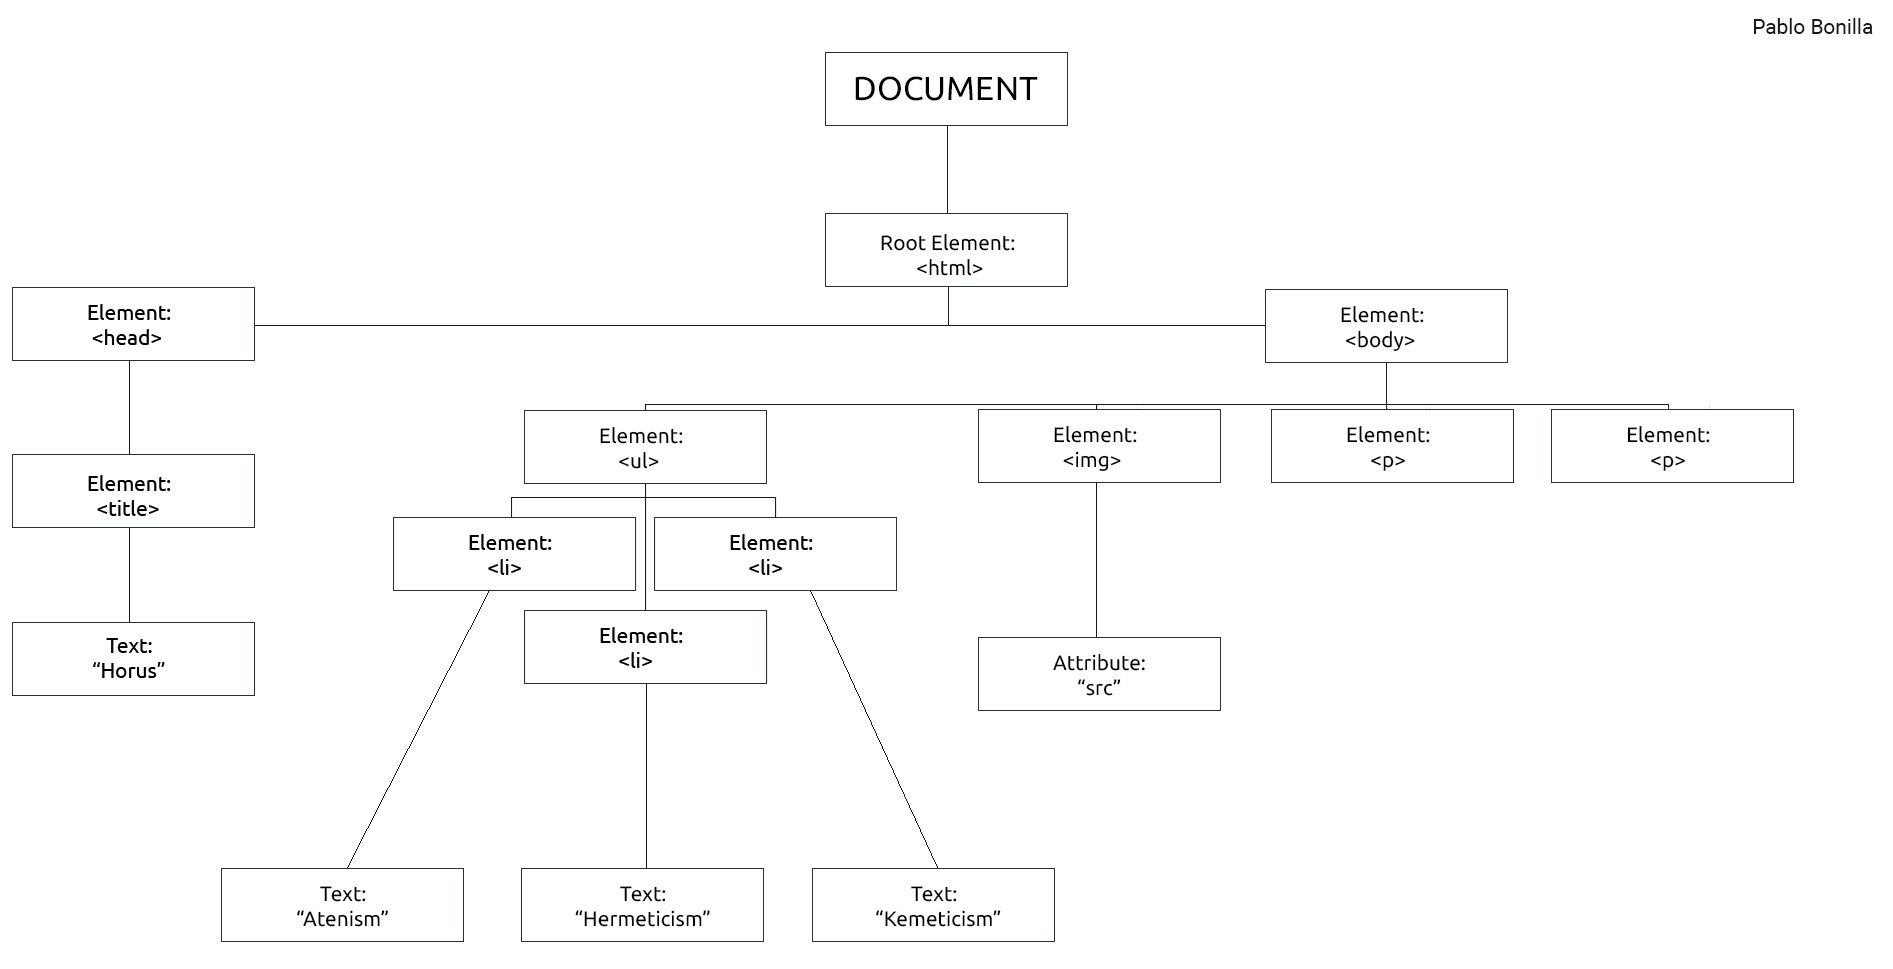 Pablo Bonilla
DOCUMENT
Root Element:
<html>
Element:
<head>
Element:
<body>
Element:
<ul>
Element:
<img>
Element:
<p>
Element:
<p>
Element:
<title>
Element:
<li>
Element:
<li>
Element:
<li>
Text:
“Horus”
Attribute:
“src”
Text:
“Atenism”
Text:
“Hermeticism”
Text:
“Kemeticism”